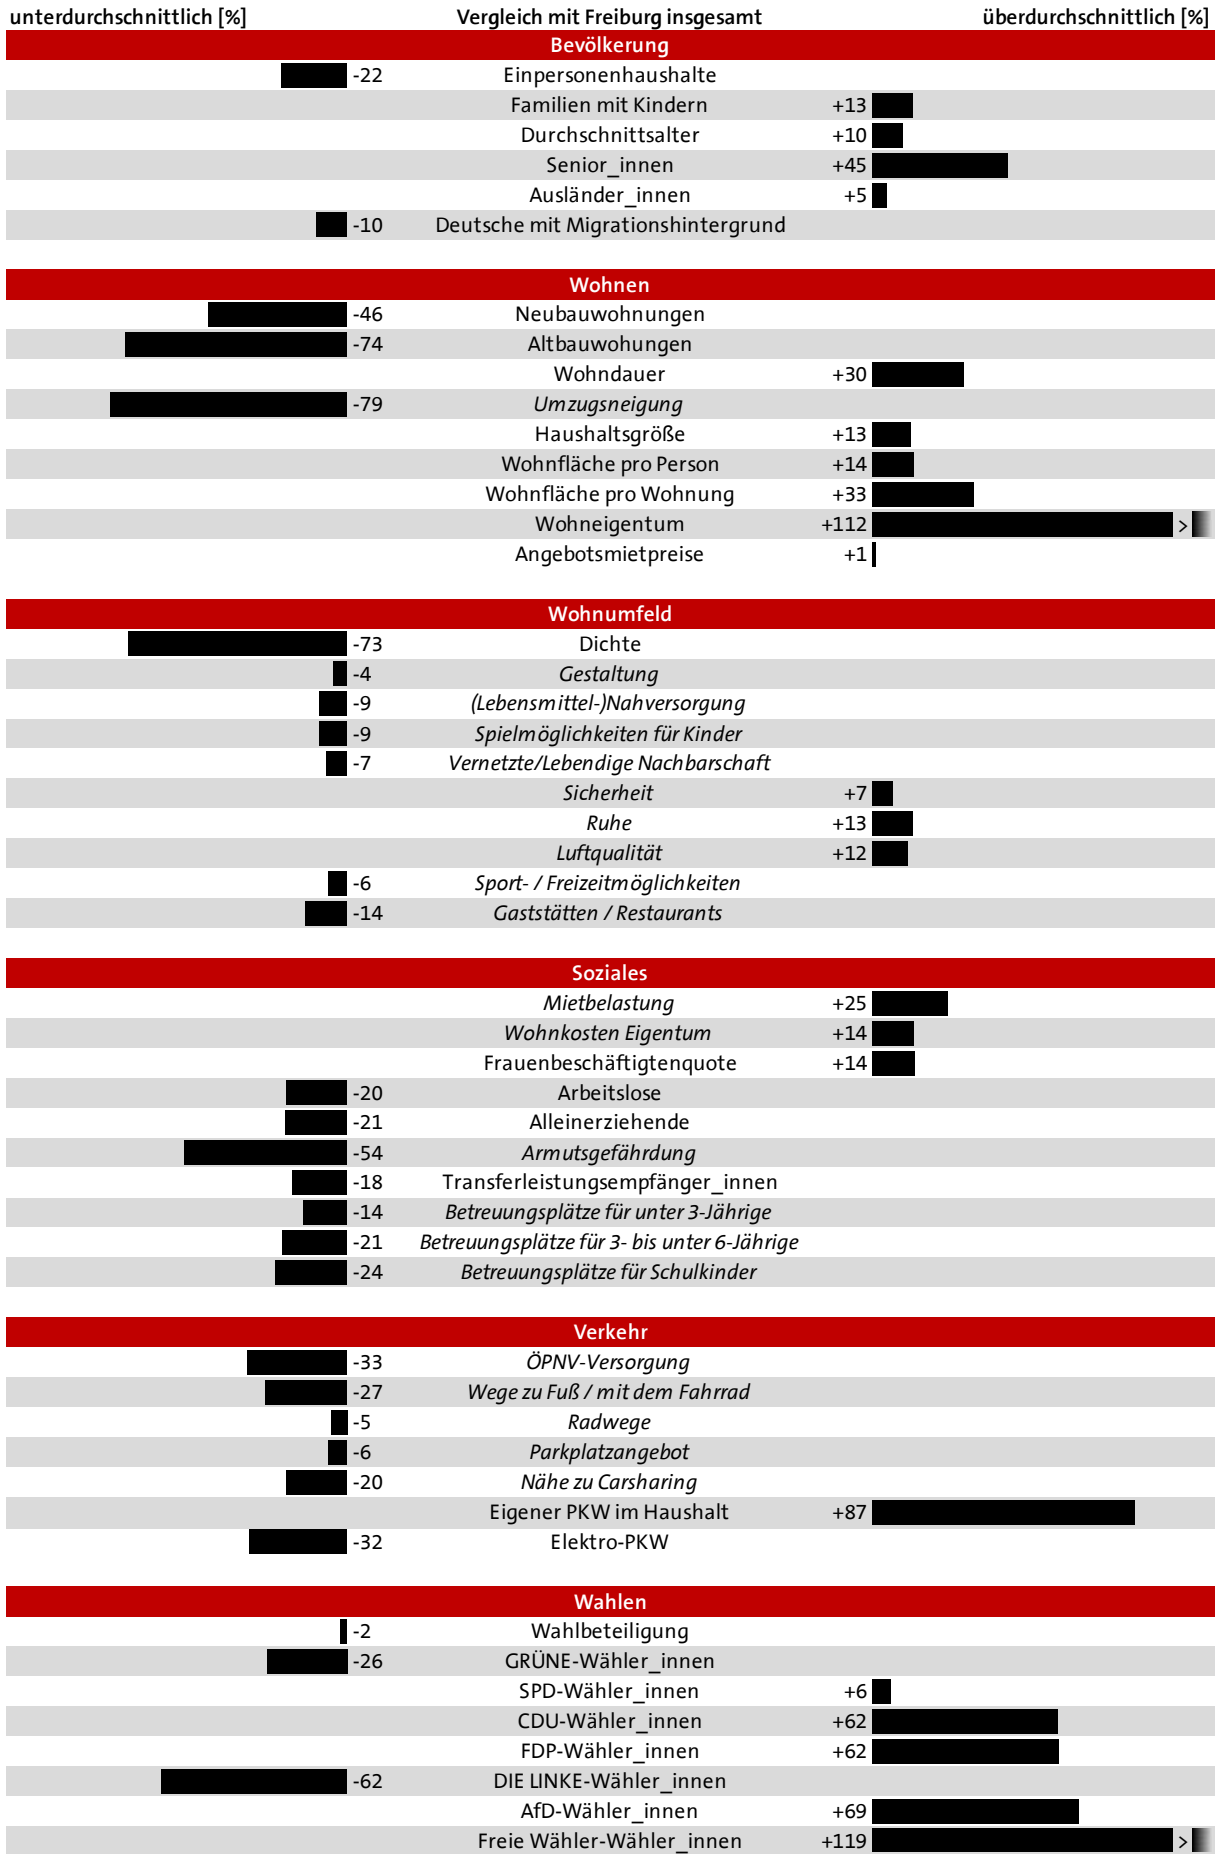 unterdurchschnittlich [%] Vergleich mit Freiburg insgesamt überdurchschnittlich [%]
Bevölkerung
-22 Einpersonenhaushalte
Familien mit Kindern +13
Durchschnittsalter +10
Senior_innen +45
Ausländer_innen +5
-10 Deutsche mit Migrationshintergrund
Wohnen
-46 Neubauwohnungen
-74 Altbauwohungen
Wohndauer +30
-79 Umzugsneigung
Haushaltsgröße +13
Wohnfläche pro Person +14
Wohnfläche pro Wohnung +33
Wohneigentum +112 >
Angebotsmietpreise +1
Wohnumfeld
-73 Dichte
-4 Gestaltung
-9 (Lebensmittel-)Nahversorgung
-9 Spielmöglichkeiten für Kinder
-7 Vernetzte/Lebendige Nachbarschaft
Sicherheit +7
Ruhe +13
Luftqualität +12
-6 Sport- / Freizeitmöglichkeiten
-14 Gaststätten / Restaurants
Soziales
Mietbelastung +25
Wohnkosten Eigentum +14
Frauenbeschäftigtenquote +14
-20 Arbeitslose
-21 Alleinerziehende
-54 Armutsgefährdung
-18 Transferleistungsempfänger_innen
-14 Betreuungsplätze für unter 3-Jährige
-21 Betreuungsplätze für 3- bis unter 6-Jährige
-24 Betreuungsplätze für Schulkinder
Verkehr
-33 ÖPNV-Versorgung
-27 Wege zu Fuß / mit dem Fahrrad
-5 Radwege
-6 Parkplatzangebot
-20 Nähe zu Carsharing
Eigener PKW im Haushalt +87
-32 Elektro-PKW
Wahlen
-2 Wahlbeteiligung
-26 GRÜNE-Wähler_innen
SPD-Wähler_innen +6
CDU-Wähler_innen +62
FDP-Wähler_innen +62
-62 DIE LINKE-Wähler_innen
AfD-Wähler_innen +69
Freie Wähler-Wähler_innen +119 >